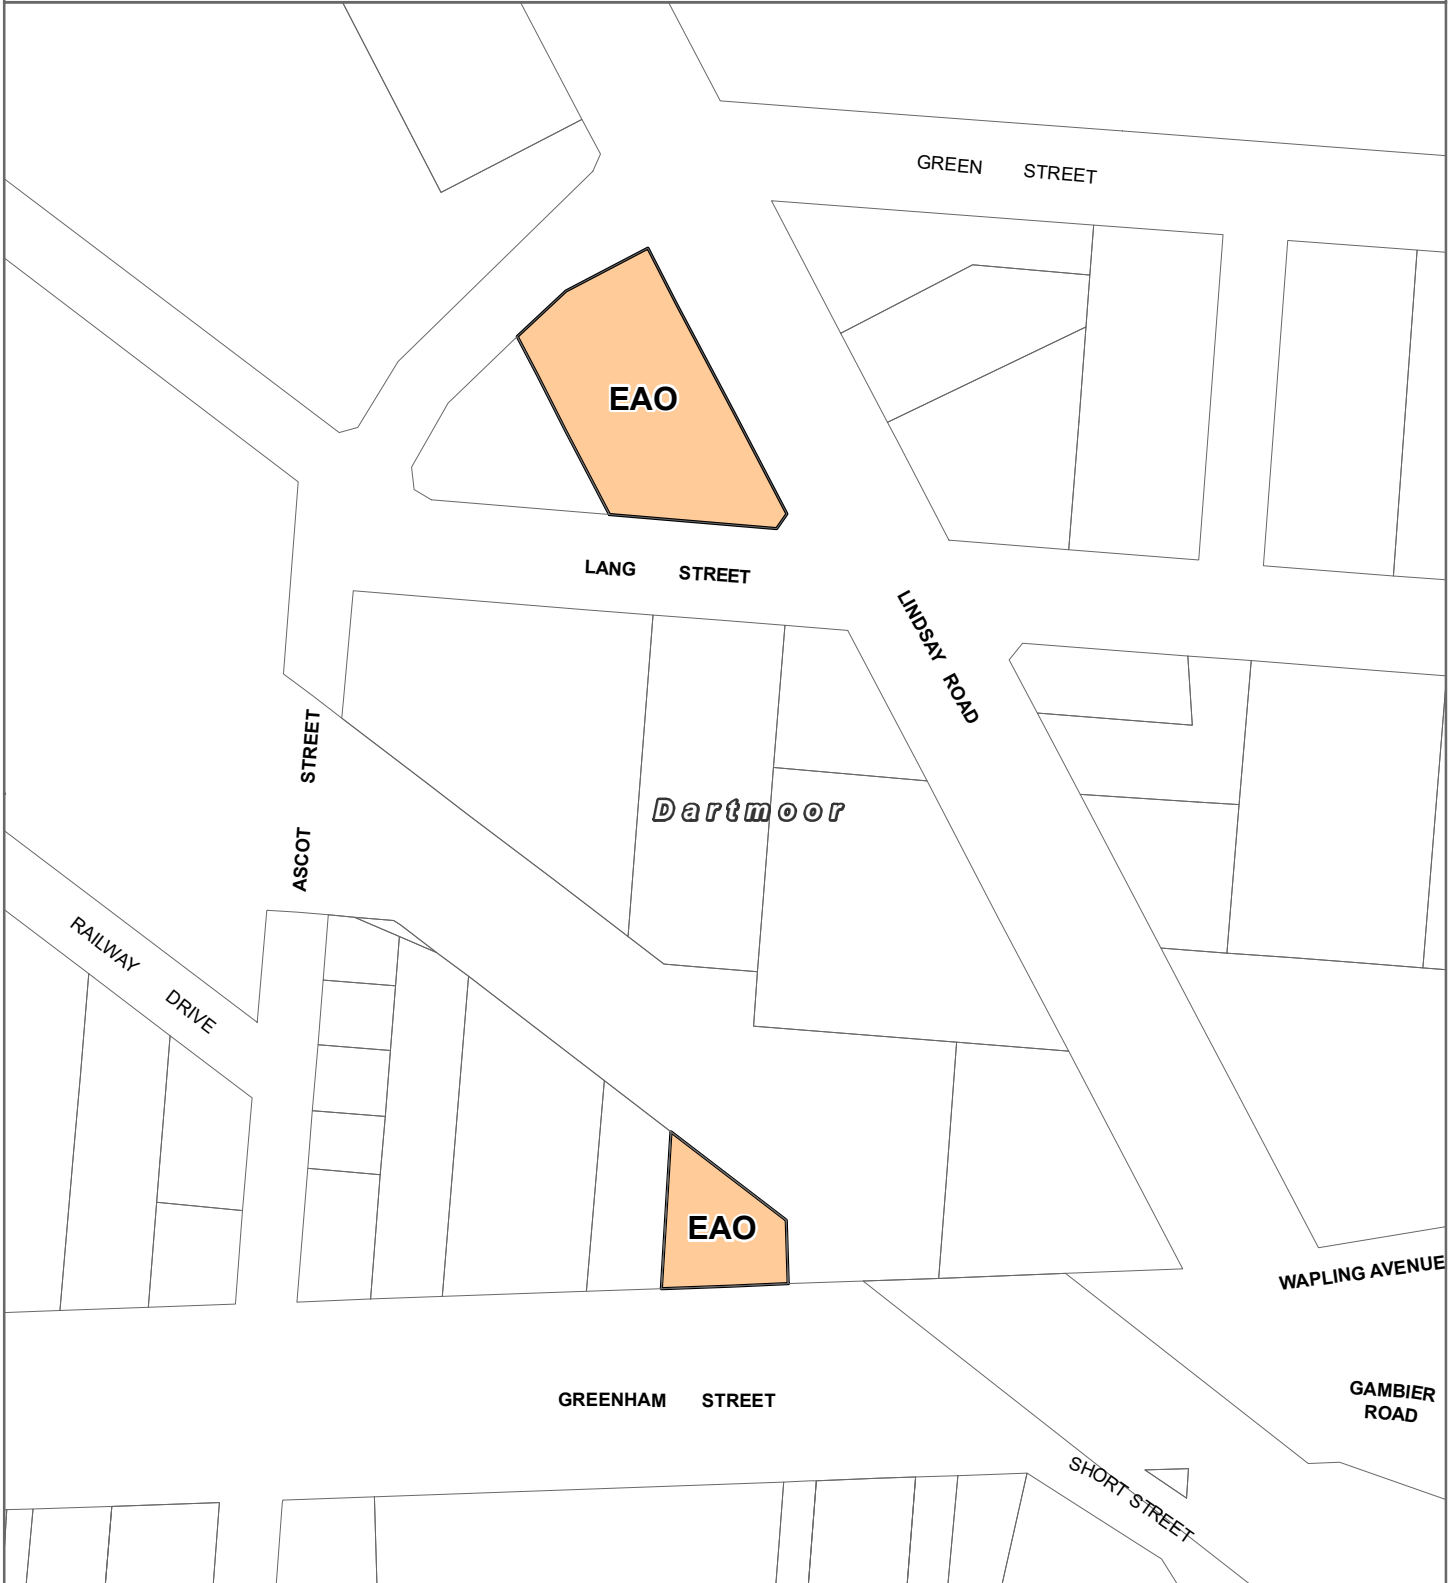 GREEN STREET
EAO
LANG STREET
LINDSAY ROAD
ASCOT STREET
Dartmoor
RAILWAY DRIVE
EAO
WAPLING AVENUE
GREENHAM STREET
GAMBIER
ROAD
SHORT STREET